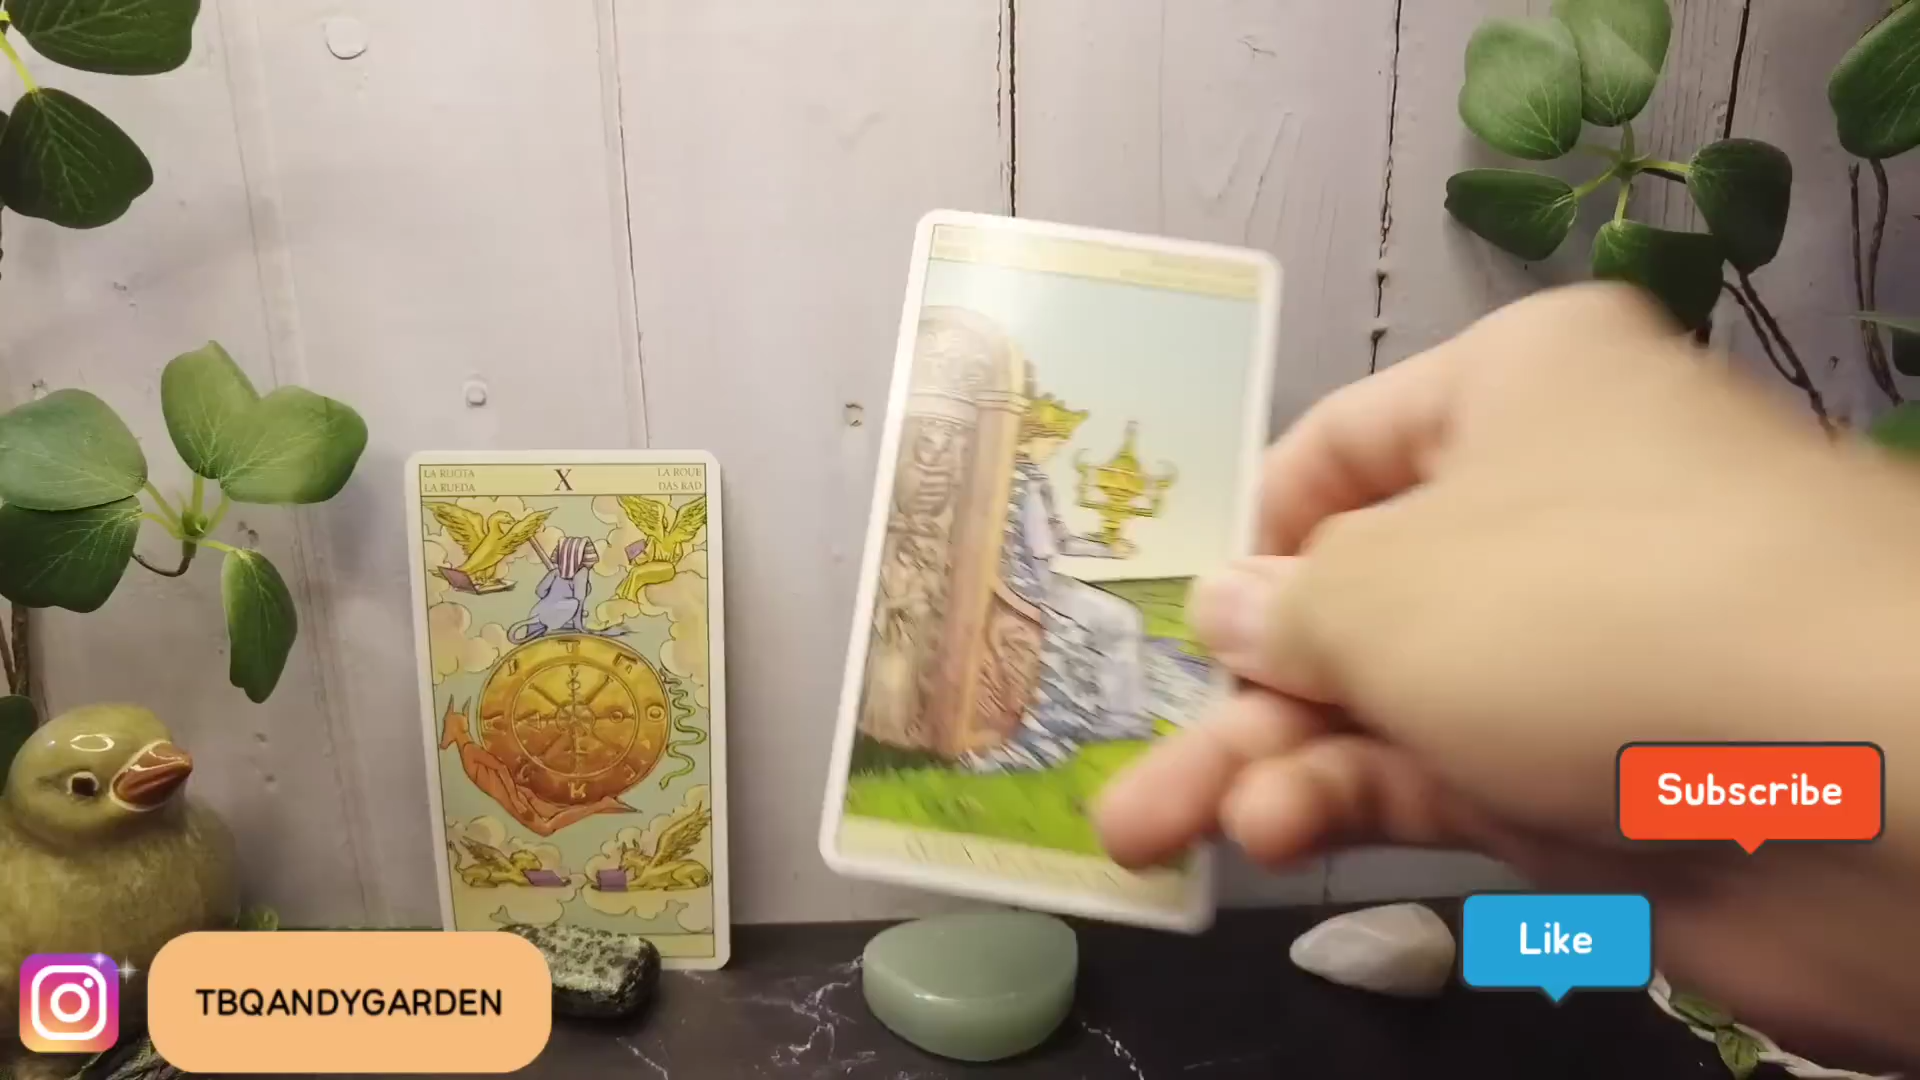 LA RUOTA
LA RUEDA
X
LA ROUE
DAS RAD
Subscribe
Like
TBQANDYGARDEN